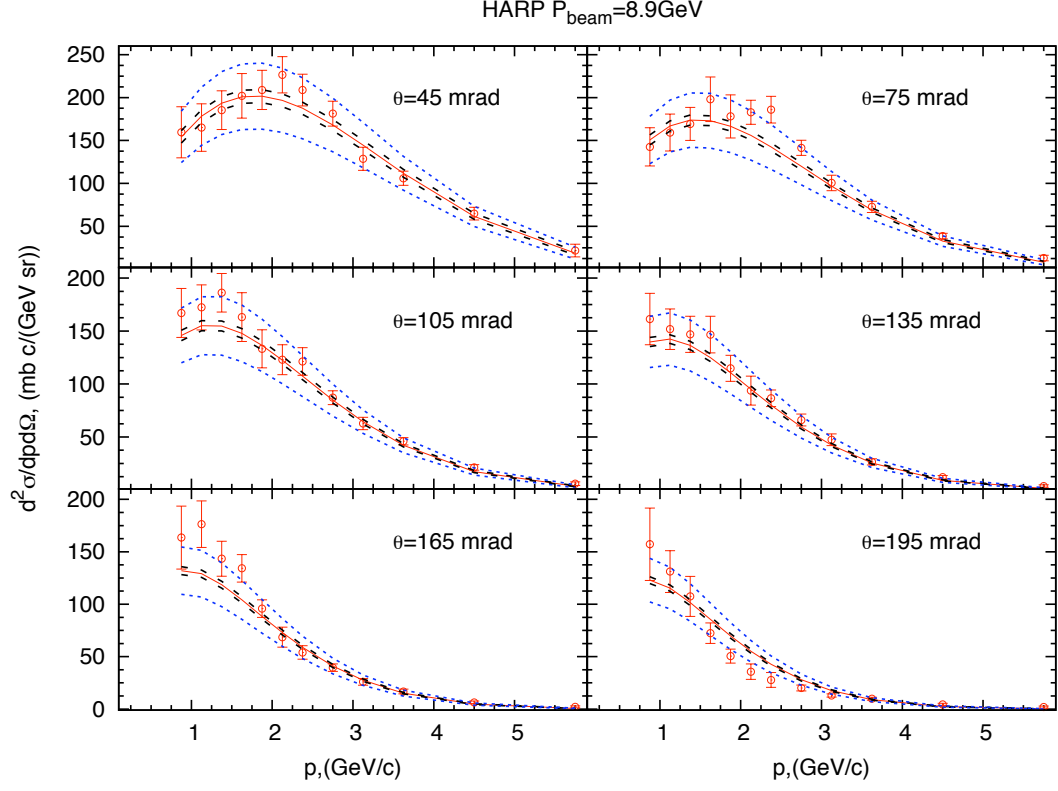 HARP P_beam=8.9GeV
250
200
150
100
50
θ=45 mrad
θ=75 mrad
200
150
100
50
θ=105 mrad
θ=135 mrad
200
150
100
50
0
θ=165 mrad
θ=195 mrad
d² σ/dpdΩ, (mb c/(GeV sr))
1 2 3 4 5
1 2 3 4 5
p,(GeV/c)
p,(GeV/c)